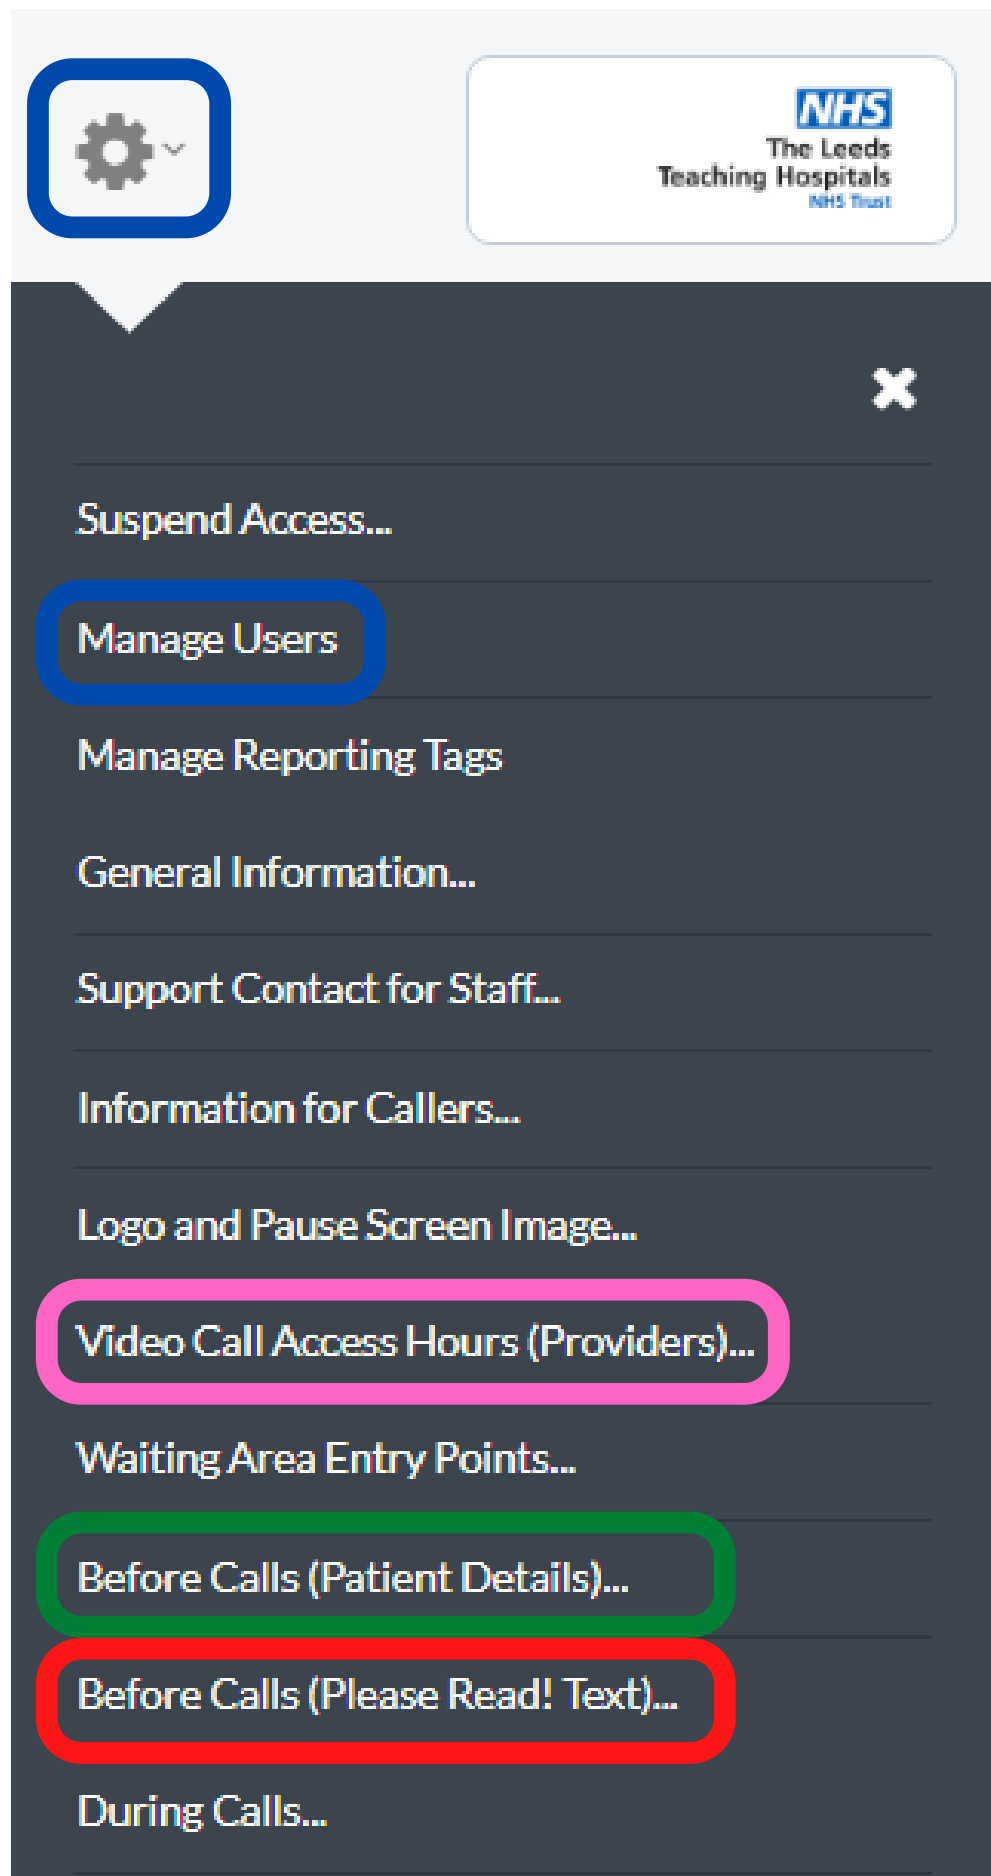 NHS
The Leeds
Teaching Hospitals
NHS Trust
Suspend Access...
Manage Users
Manage Reporting Tags
General Information...
Support Contact for Staff...
Information for Callers...
Logo and Pause Screen Image...
Video Call Access Hours (Providers)...
Waiting Area Entry Points...
Before Calls (Patient Details)...
Before Calls (Please Read! Text)...
During Calls...